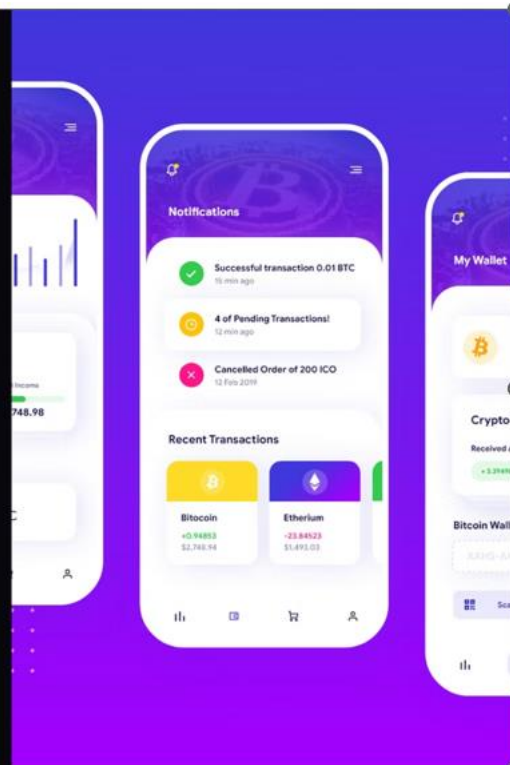 Income
748.98
Notifications
Successful transaction 0.01 BTC
15 min ago
4 of Pending Transactions!
12 min ago
Cancelled Order of 200 ICO
12 Feb 2019
Recent Transactions
Bitocoin
+0.94853
$2,748.94
Etherium
-23.84523
$1,493.03
My Wallet
Crypto
Received
Bitcoin Wall